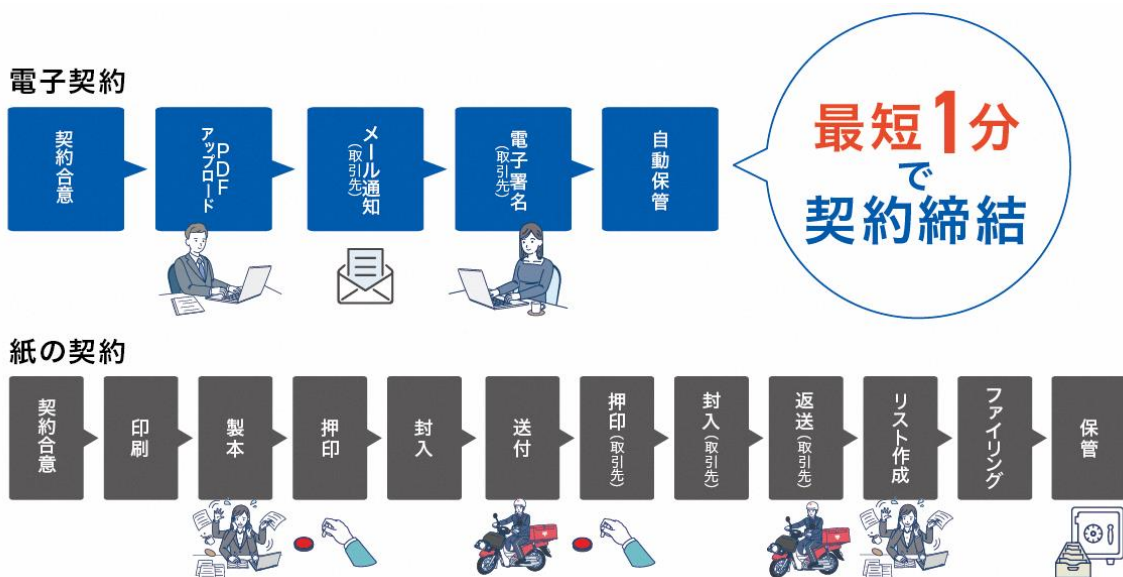 電子契約
契約合意
PDF
アップロード
メール通知
(取引先)
電子署名
(取引先)
自動保管
最短1分
で
契約締結
紙の契約
契約合意
印刷
製本
押印
封入
送付
押印(取引先)
封入(取引先)
返送(取引先)
リスト作成
ファイリング
保管